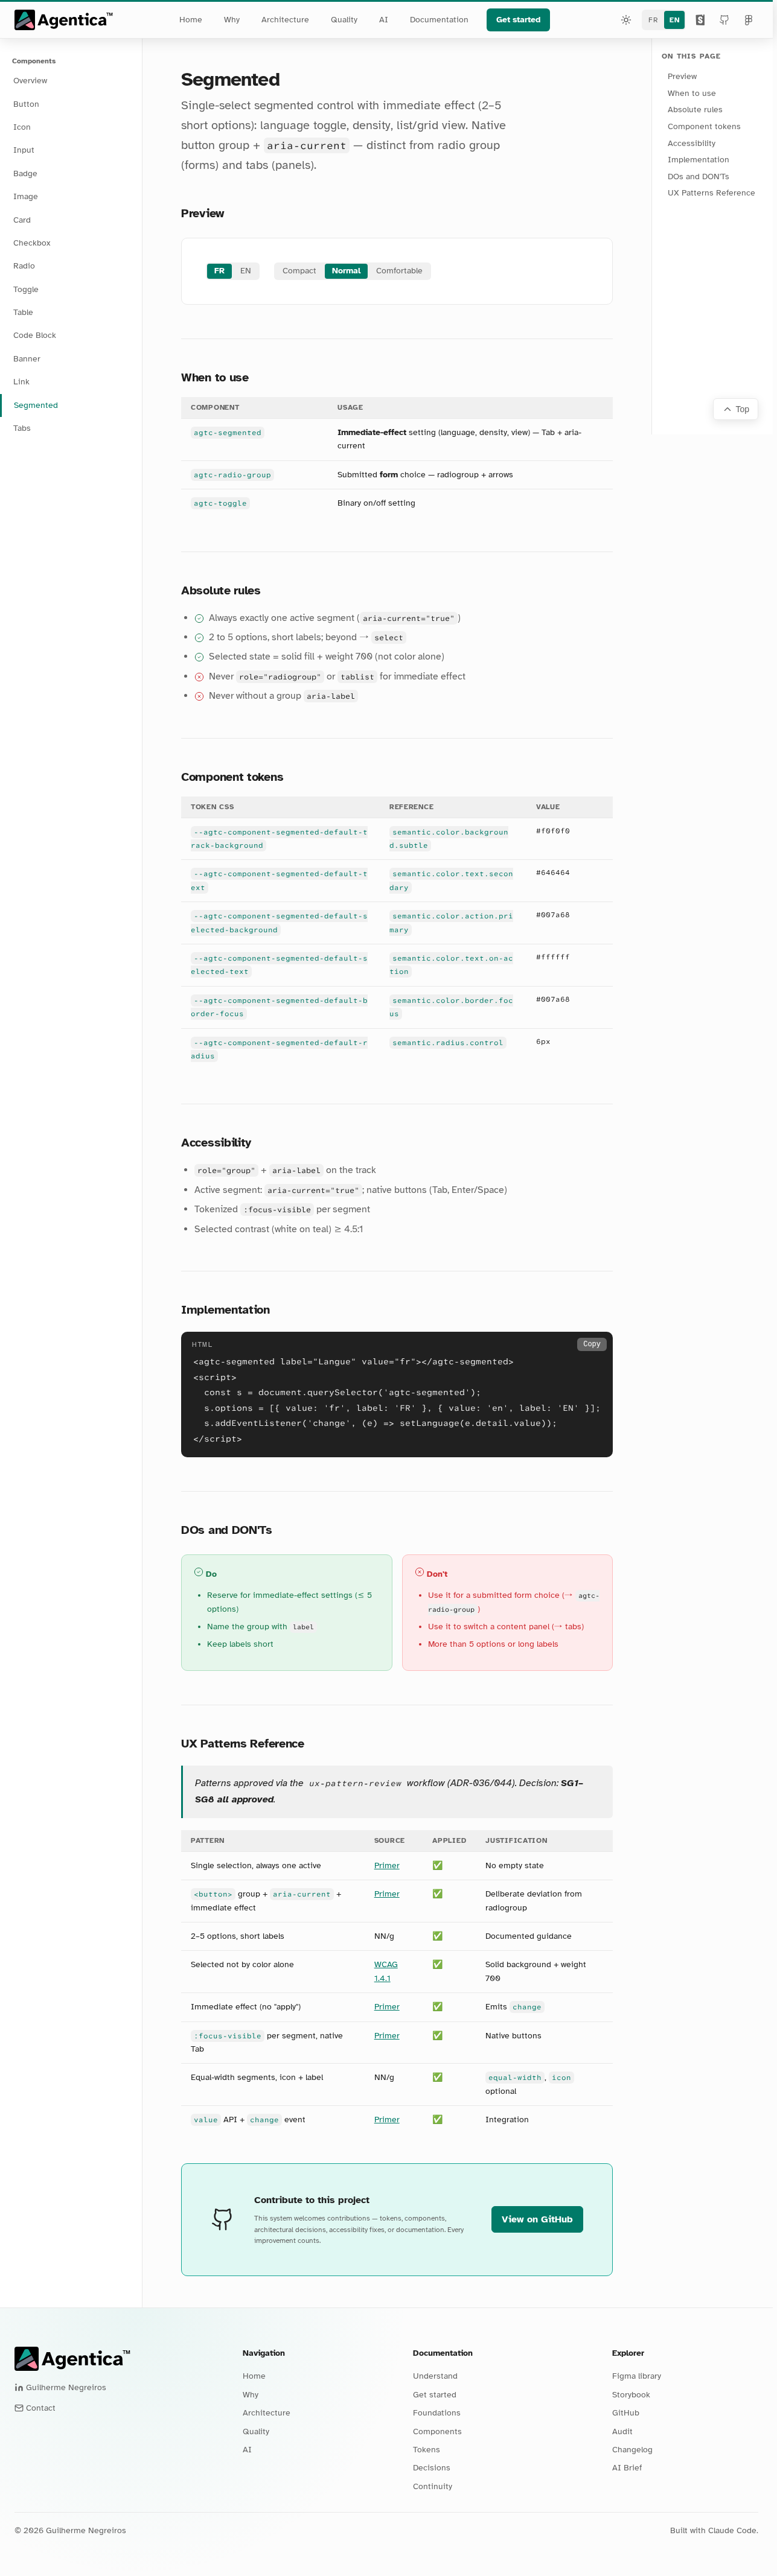 Agentica™
Home
Why
Architecture
Quality
AI
Documentation
Get started
FR
EN
Components
Overview
Button
Icon
Input
Badge
Image
Card
Checkbox
Radio
Toggle
Table
Code Block
Banner
Link
Segmented
Tabs
ON THIS PAGE
Preview
When to use
Absolute rules
Component tokens
Accessibility
Implementation
DOs and DON'Ts
UX Patterns Reference
Top
Segmented
Single-select segmented control with immediate effect (2–
5 short options): language toggle, density, list/grid view. Native
button group + aria-current — distinct from radio group
(forms) and tabs (panels).
Preview
FR EN Compact Normal Comfortable
When to use
COMPONENT USAGE
agtc-segmented Immediate-effect setting (language, density, view) — Tab + aria-
current
agtc-radio-group Submitted form choice — radiogroup + arrows
agtc-toggle Binary on/off setting
Absolute rules
Always exactly one active segment (aria-current="true")
2 to 5 options, short labels; beyond → select
Selected state = solid fill + weight 700 (not color alone)
Never role="radiogroup" or tablist for immediate effect
Never without a group aria-label
Component tokens
TOKEN CSS REFERENCE VALUE
--agtc-component-segmented-default-t semantic.color.backgroun #f0f0f0
rack-background d.subtle
--agtc-component-segmented-default-t semantic.color.text.secon #646464
ext dary
--agtc-component-segmented-default-s semantic.color.action.pri #007a68
elected-background mary
--agtc-component-segmented-default-s semantic.color.text.on-ac #ffffff
elected-text tion
--agtc-component-segmented-default-b semantic.color.border.foc #007a68
order-focus us
--agtc-component-segmented-default-r semantic.radius.control 6px
adius
Accessibility
role="group" + aria-label on the track
Active segment: aria-current="true"; native buttons (Tab, Enter/Space)
Tokenized :focus-visible per segment
Selected contrast (white on teal) ≥ 4.5:1
Implementation
HTML Copy
<agtc-segmented label="Langue" value="fr"></agtc-segmented>
<script>
const s = document.querySelector('agtc-segmented');
s.options = [{ value: 'fr', label: 'FR' }, { value: 'en', label: 'EN' }];
s.addEventListener('change', (e) => setLanguage(e.detail.value));
</script>
DOs and DON'Ts
Do
Reserve for immediate-effect settings (≤ 5
options)
Name the group with label
Keep labels short
Don't
Use it for a submitted form choice (→ agtc-
radio-group)
Use it to switch a content panel (→ tabs)
More than 5 options or long labels
UX Patterns Reference
Patterns approved via the ux-pattern-review workflow (ADR-036/044). Decision: SG1–
SG8 all approved.
PATTERN SOURCE APPLIED JUSTIFICATION
Single selection, always one active Primer ✅ No empty state
<button> group + aria-current + Primer ✅ Deliberate deviation from
immediate effect radiogroup
2–5 options, short labels NN/g ✅ Documented guidance
Selected not by color alone WCAG ✅ Solid background + weight
1.4.1 700
Immediate effect (no "apply") Primer ✅ Emits change
:focus-visible per segment, native Primer ✅ Native buttons
Tab
Equal-width segments, icon + label NN/g ✅ equal-width, icon
optional
value API + change event Primer ✅ Integration
Contribute to this project
This system welcomes contributions — tokens, components,
architectural decisions, accessibility fixes, or documentation. Every
improvement counts.
View on GitHub
Agentica™
Guilherme Negreiros
Contact
Navigation
Home
Why
Architecture
Quality
AI
Documentation
Understand
Get started
Foundations
Components
Tokens
Decisions
Continuity
Explorer
Figma library
Storybook
GitHub
Audit
Changelog
AI Brief
© 2026 Guilherme Negreiros
Built with Claude Code.